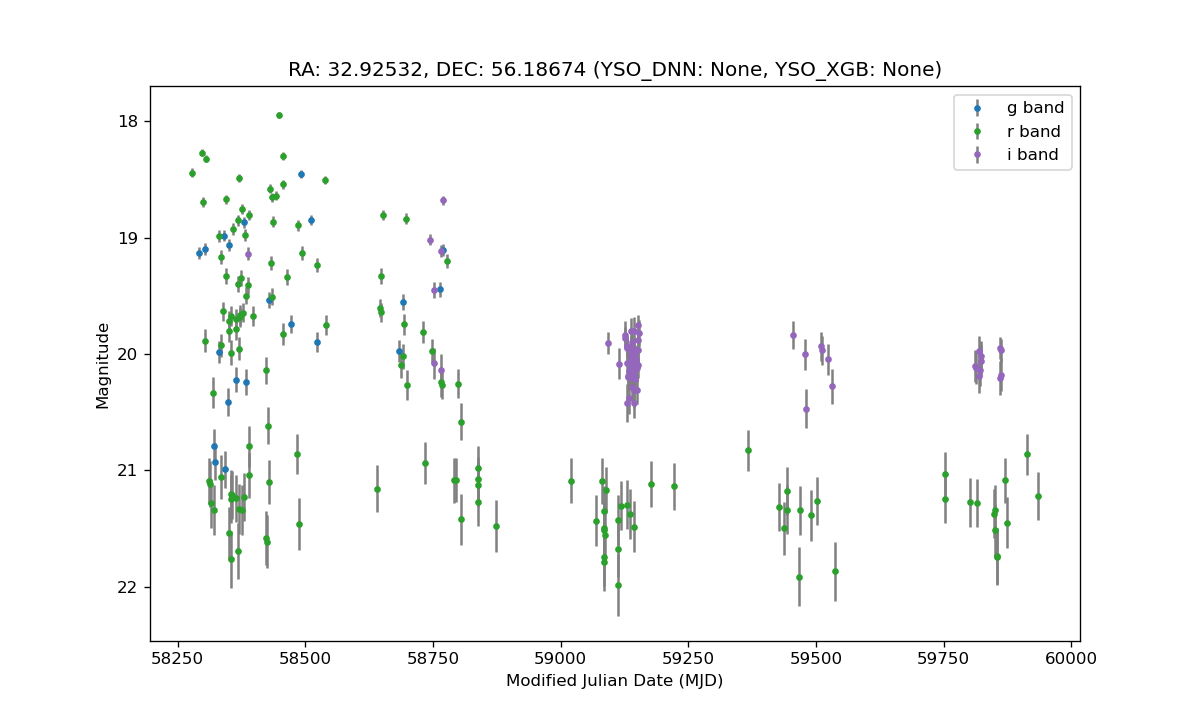 RA: 32.92532, DEC: 56.18674 (YSO_DNN: None, YSO_XGB: None)
g band
r band
i band
18
19
20
21
22
Magnitude
58250 58500 58750 59000 59250 59500 59750 60000
Modified Julian Date (MJD)